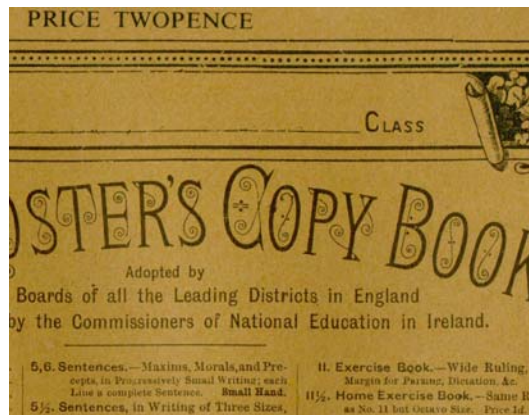 PRICE TWOPENCE
CLASS
OSTER'S COPY BOOK
Adopted by
Boards of all the Leading Districts in England
by the Commissioners of National Education in Ireland.
5,6. Sentences.—Maxims, Morals, and Pre-
cepts, in Progressively Small Writing; each
Line a complete Sentence. Small Hand.
5½. Sentences, in Writing of Three Sizes,
11. Exercise Book.—Wide Ruling,
Margin for Parsing, Dictation, &c.
11½. Home Exercise Book.—Same
as No. 11 but Octavo Size. Price